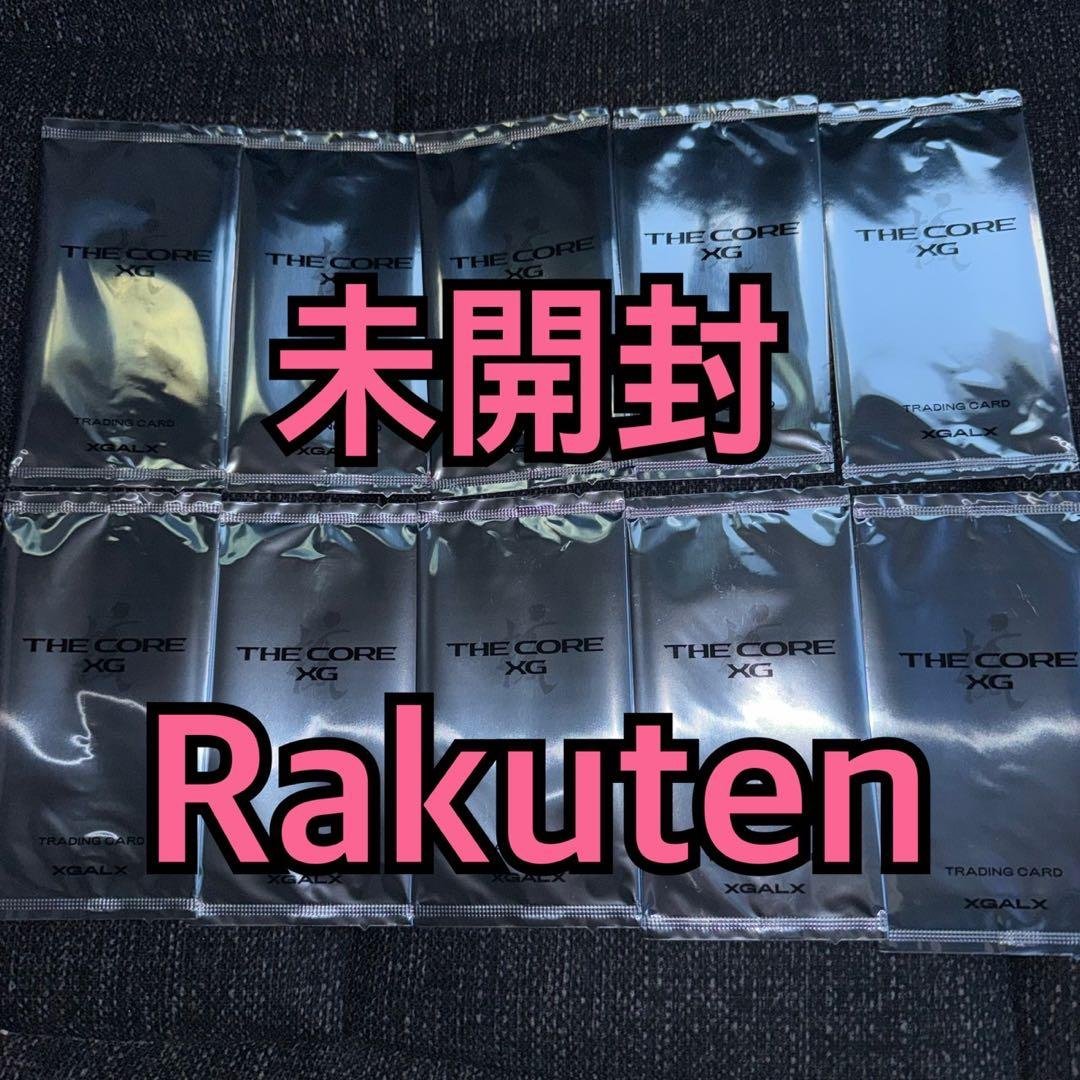 THE CORE
XG
TRADING CARD
XGALX
THE CORE
XG
XGALX
THE CORE
XG
THE CORE
XG
THE CORE
XG
TRADING CARD
XGALX
未開封
THE CORE
XG
TRADING CARD
XGALX
THE CORE
XG
XGALX
THE CORE
XG
XGALX
THE CORE
XG
XGALX
THE CORE
XG
TRADING CARD
XGALX
Rakuten